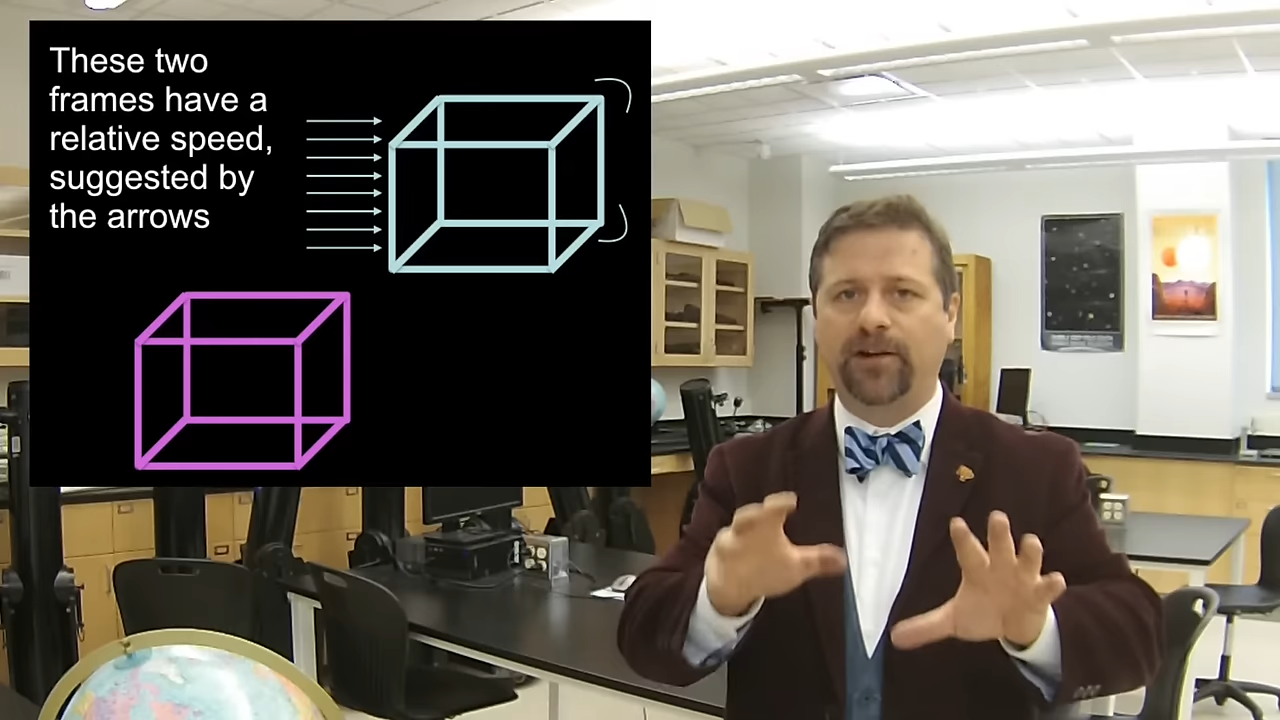 These two
frames have a
relative speed,
suggested by
the arrows